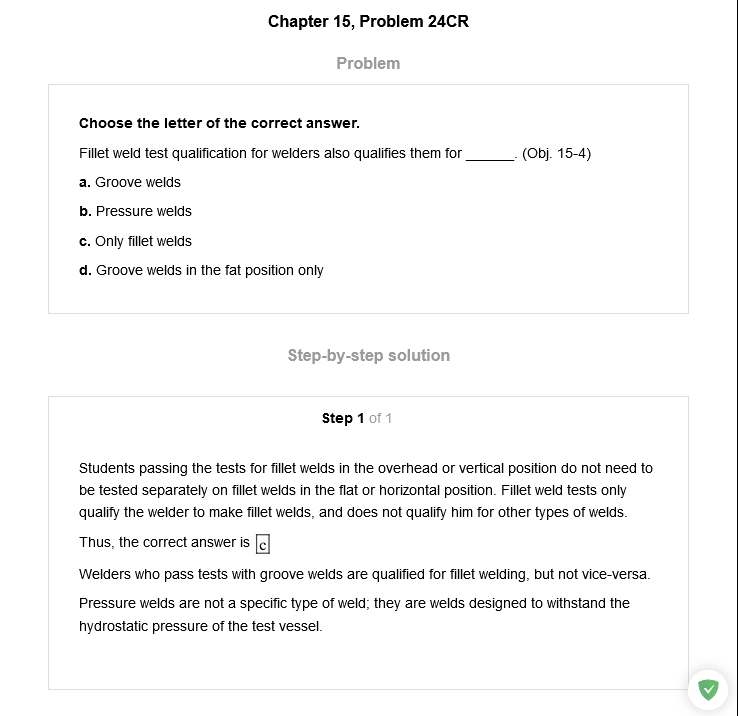 Chapter 15, Problem 24CR
Problem
Choose the letter of the correct answer.
Fillet weld test qualification for welders also qualifies them for ______. (Obj. 15-4)
a. Groove welds
b. Pressure welds
c. Only fillet welds
d. Groove welds in the fat position only
Step-by-step solution
Step 1 of 1
Students passing the tests for fillet welds in the overhead or vertical position do not need to
be tested separately on fillet welds in the flat or horizontal position. Fillet weld tests only
qualify the welder to make fillet welds, and does not qualify him for other types of welds.
Thus, the correct answer is c
Welders who pass tests with groove welds are qualified for fillet welding, but not vice-versa.
Pressure welds are not a specific type of weld; they are welds designed to withstand the
hydrostatic pressure of the test vessel.